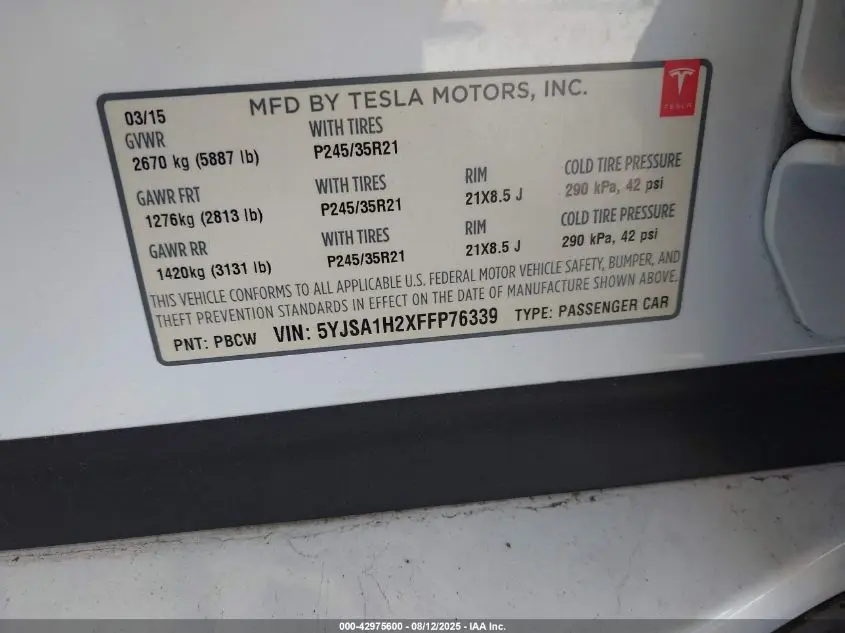 MFD BY TESLA MOTORS, INC.
TESLA
03/15
GVWR
2670 kg (5887 lb)
WITH TIRES
P245/35R21
GAWR FRT
1276kg (2813 lb)
WITH TIRES
P245/35R21
RIM
21X8.5 J
COLD TIRE PRESSURE
290 kPa, 42 psi
GAWR RR
1420kg (3131 lb)
WITH TIRES
P245/35R21
RIM
21X8.5 J
COLD TIRE PRESSURE
290 kPa, 42 psi
THIS VEHICLE CONFORMS TO ALL APPLICABLE U.S. FEDERAL MOTOR VEHICLE SAFETY, BUMPER, AND
THEFT PREVENTION STANDARDS IN EFFECT ON THE DATE OF MANUFACTURE SHOWN ABOVE.
PNT: PBCW VIN: 5YJSA1H2XFFP76339 TYPE: PASSENGER CAR
000-42975600 - 08/12/2025 - IAA Inc.